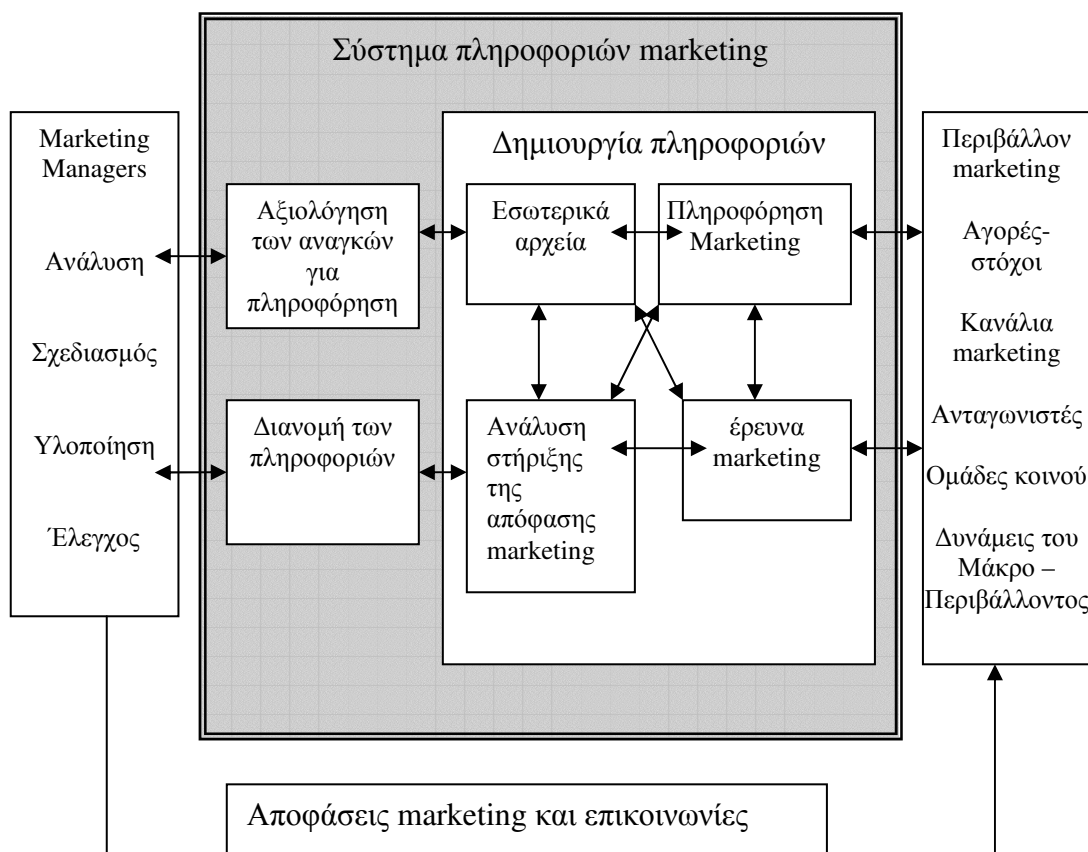 Σύστημα πληροφοριών marketing
Marketing
Managers
Ανάλυση
Σχεδιασμός
Υλοποίηση
Έλεγχος
Αξιολόγηση
των αναγκών
για
πληροφόρηση
Διανομή των
πληροφοριών
Δημιουργία πληροφοριών
Εσωτερικά
αρχεία
Πληροφόρηση
Marketing
Ανάλυση
στήριξης
της
απόφασης
marketing
έρευνα
marketing
Περιβάλλον
marketing
Αγορές-
στόχοι
Κανάλια
marketing
Ανταγωνιστές
Ομάδες κοινού
Δυνάμεις του
Μάκρο –
Περιβάλλοντος
Αποφάσεις marketing και επικοινωνίες